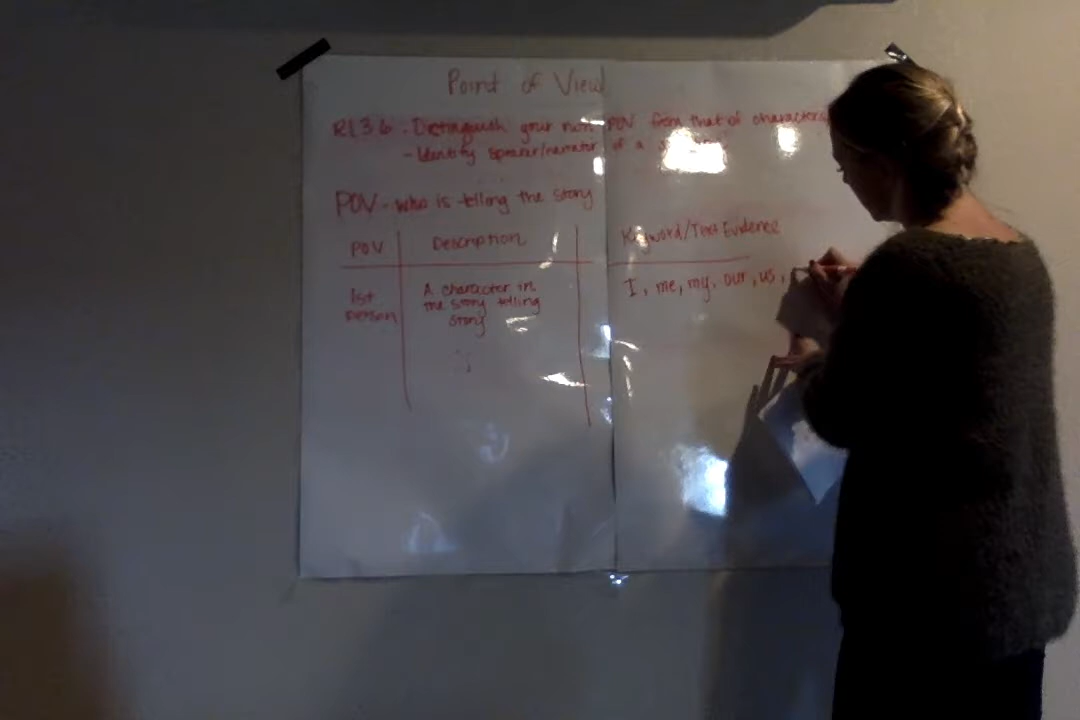 Point of View
RL3.6 - Distinguish your own POV from that of characters
- Identify speaker/narrator of a
POV - who is telling the story
POV Description Keyword/Text Evidence
1st person
A character in
the story telling
story
I, me, my, our, us,